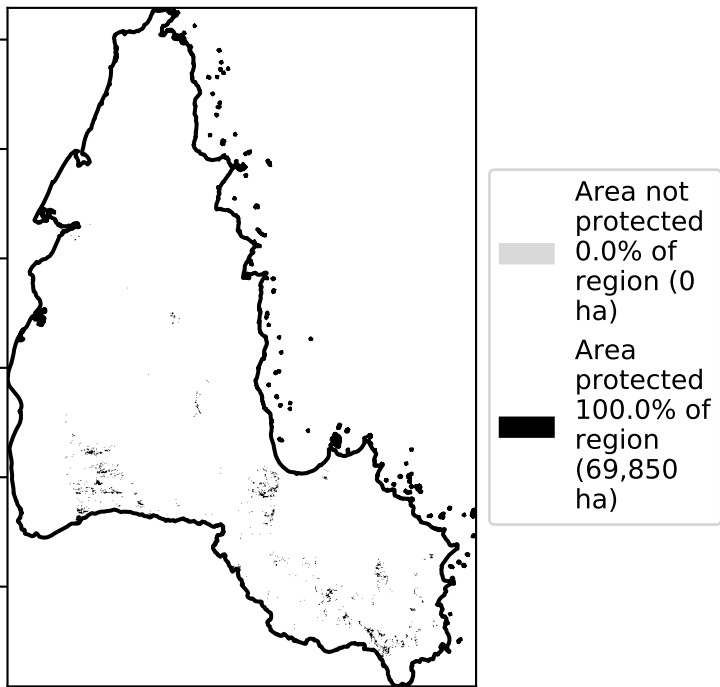 Area not
protected
0.0% of
region (0
ha)
Area
protected
100.0% of
region
(69,850
ha)